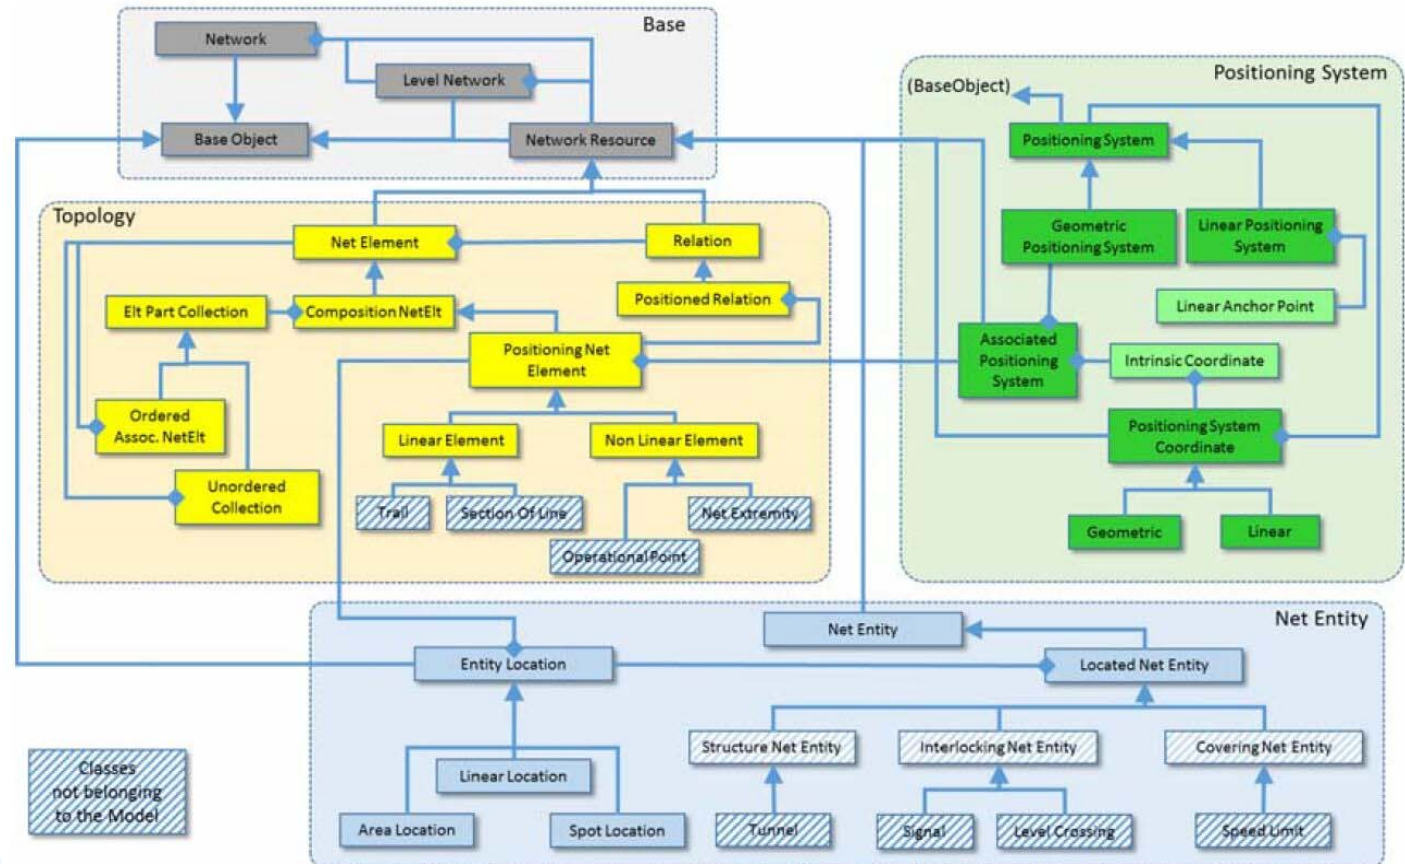 Base
Network
Level Network
Base Object
Network Resource
Positioning System
(BaseObject)
Positioning System
Geometric
Positioning System
Linear Positioning
System
Linear Anchor Point
Associated
Positioning
System
Intrinsic Coordinate
Positioning System
Coordinate
Geometric
Linear
Topology
Net Element
Relation
Elt Part Collection
Composition NetElt
Positioned Relation
Positioning Net
Element
Ordered
Assoc. NetElt
Linear Element
Non Linear Element
Unordered
Collection
Trail
Section Of Line
Net Extremity
Operational Point
Net Entity
Net Entity
Entity Location
Located Net Entity
Structure Net Entity
Interlocking Net Entity
Covering Net Entity
Linear Location
Area Location
Spot Location
Tunnel
Signal
Level Crossing
Speed Limit
Classes
not belonging
to the Model